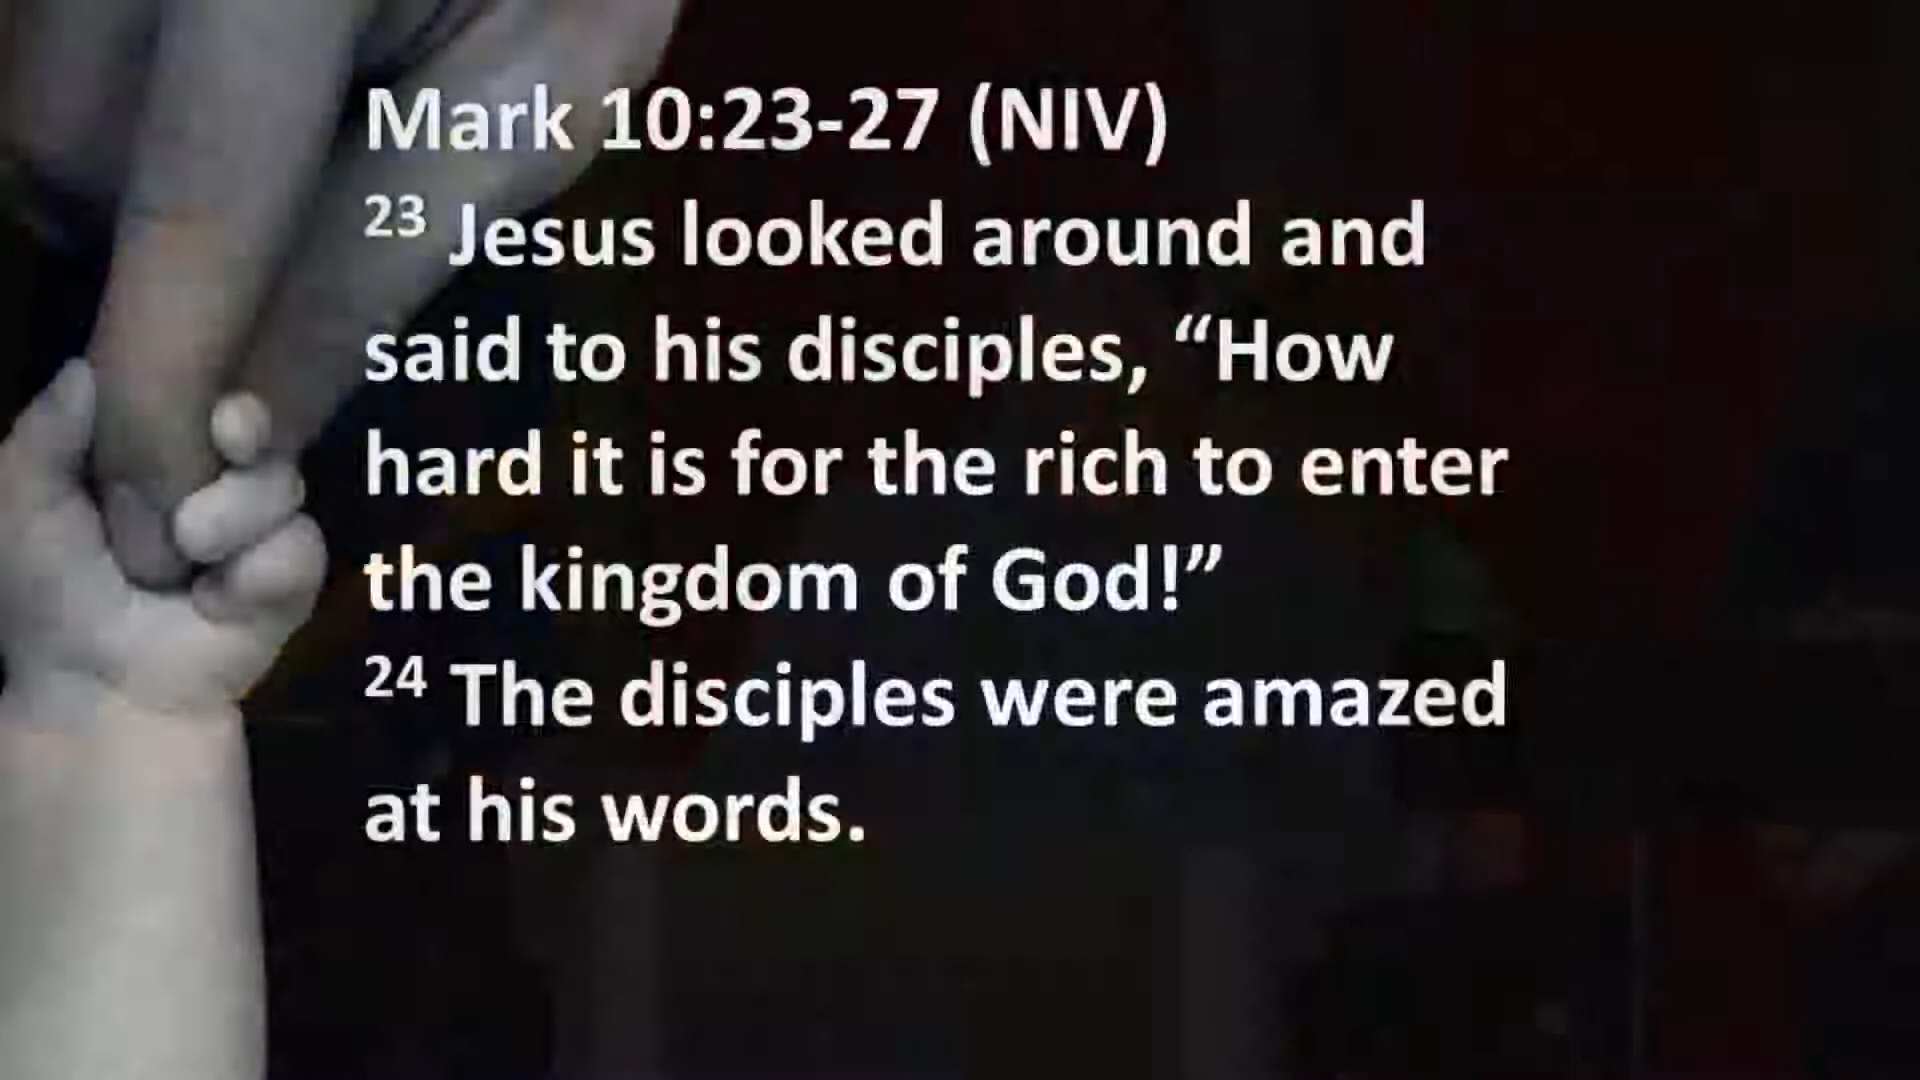 Mark 10:23-27 (NIV)
23 Jesus looked around and
said to his disciples, “How
hard it is for the rich to enter
the kingdom of God!”
24 The disciples were amazed
at his words.